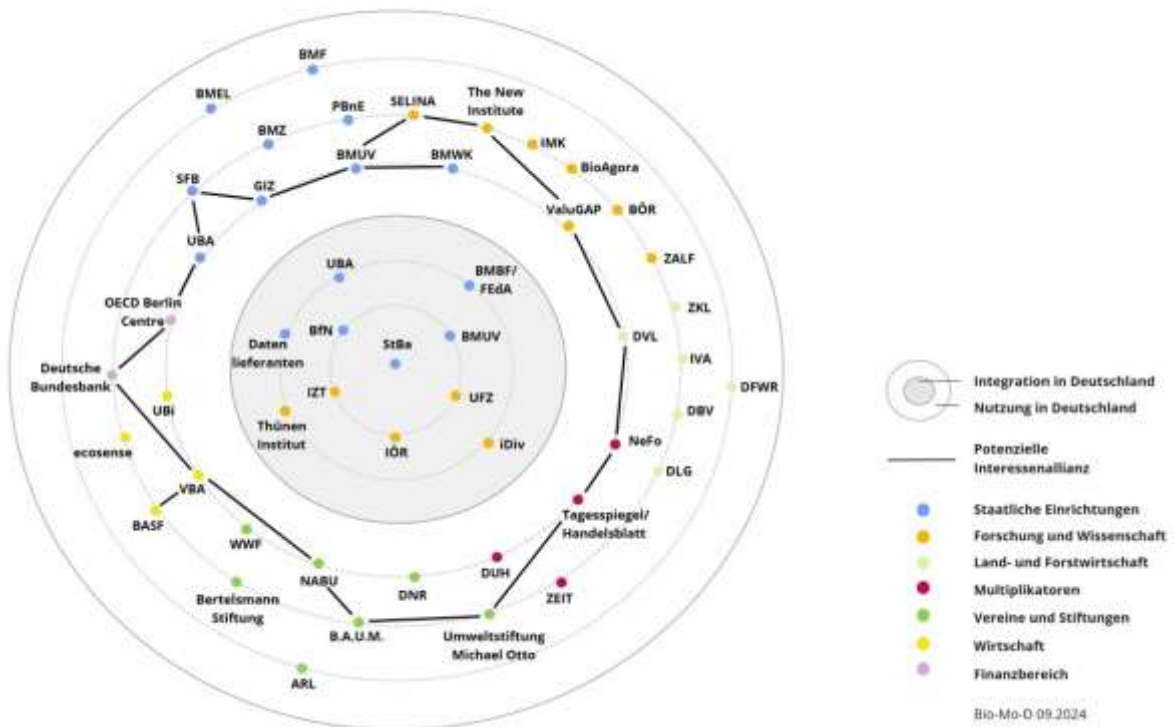 BMF
BMEL
PBnE
SELINA
The New
Institute
BMZ
IMK
BMUV
BMWK
BioAgora
SFB
GIZ
ValuGAP
BÖR
UBA
ZALF
UBA
BMBF/
FEdA
OECD Berlin
Centre
ZKL
Daten
lieferanten
BfN
StBa
BMUV
DVL
IVA
Deutsche
Bundesbank
DFWR
UBi
IZT
UFZ
DBV
Thünen
Institut
IÖR
iDiv
NeFo
ecosense
DLG
VBA
BASF
WWF
Tagesspiegel/
Handelsblatt
NABU
DNR
DUH
ZEIT
Bertelsmann
Stiftung
B.A.U.M.
Umweltstiftung
Michael Otto
ARL
Integration in Deutschland
Nutzung in Deutschland
Potenzielle
Interessenallianz
Staatliche Einrichtungen
Forschung und Wissenschaft
Land- und Forstwirtschaft
Multiplikatoren
Vereine und Stiftungen
Wirtschaft
Finanzbereich
Bio-Mo-D 09.2024